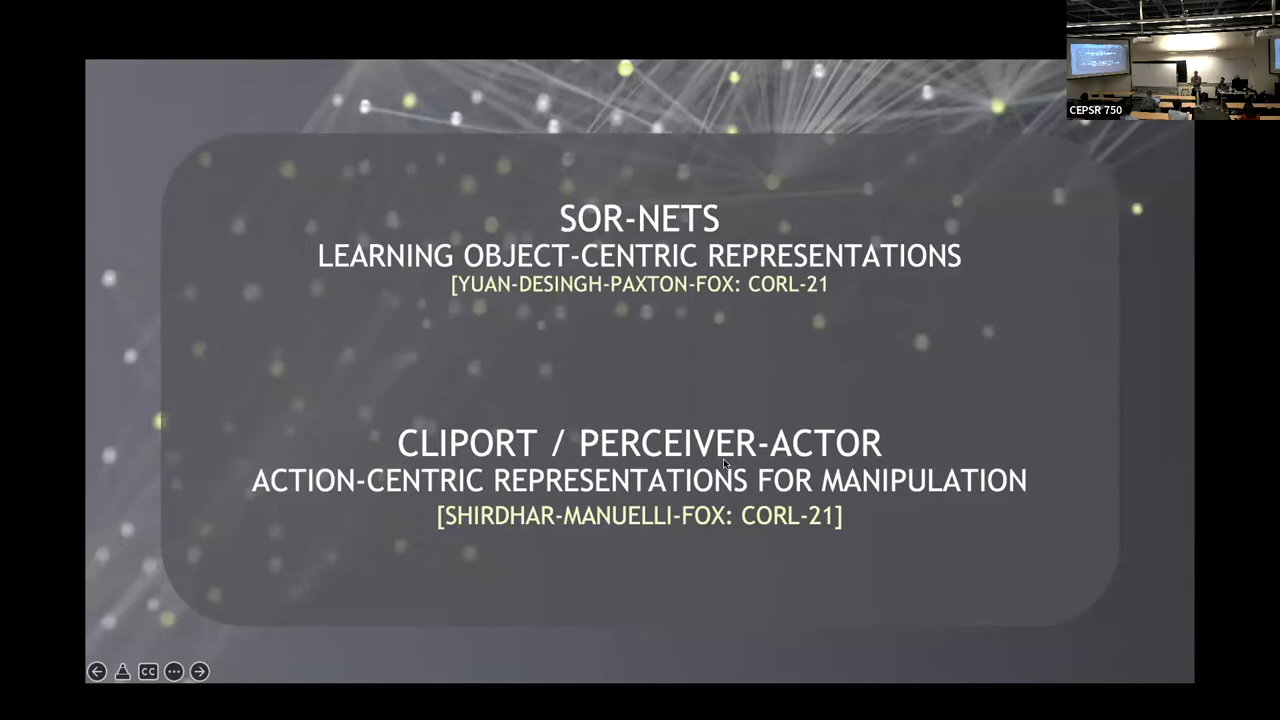 CEPSR 750
SOR-NETS
LEARNING OBJECT-CENTRIC REPRESENTATIONS
[YUAN-DESINGH-PAXTON-FOX: CORL-21
CLIPORT / PERCEIVER-ACTOR
ACTION-CENTRIC REPRESENTATIONS FOR MANIPULATION
[SHIRDHAR-MANUELLI-FOX: CORL-21]
CC